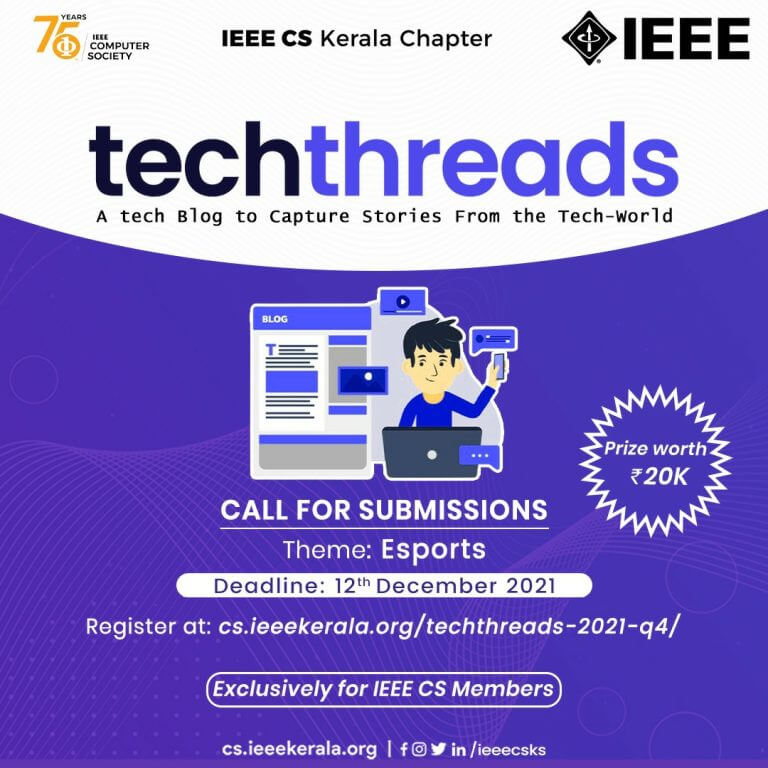 75 YEARS IEEE COMPUTER SOCIETY
IEEE CS Kerala Chapter
IEEE
techthreads
A tech Blog to Capture Stories From the Tech-World
BLOG
T
Prize worth
₹20K
CALL FOR SUBMISSIONS
Theme: Esports
Deadline: 12th December 2021
Register at: cs.ieeekerala.org/techthreads-2021-q4/
Exclusively for IEEE CS Members
cs.ieeekerala.org | /ieeecsks